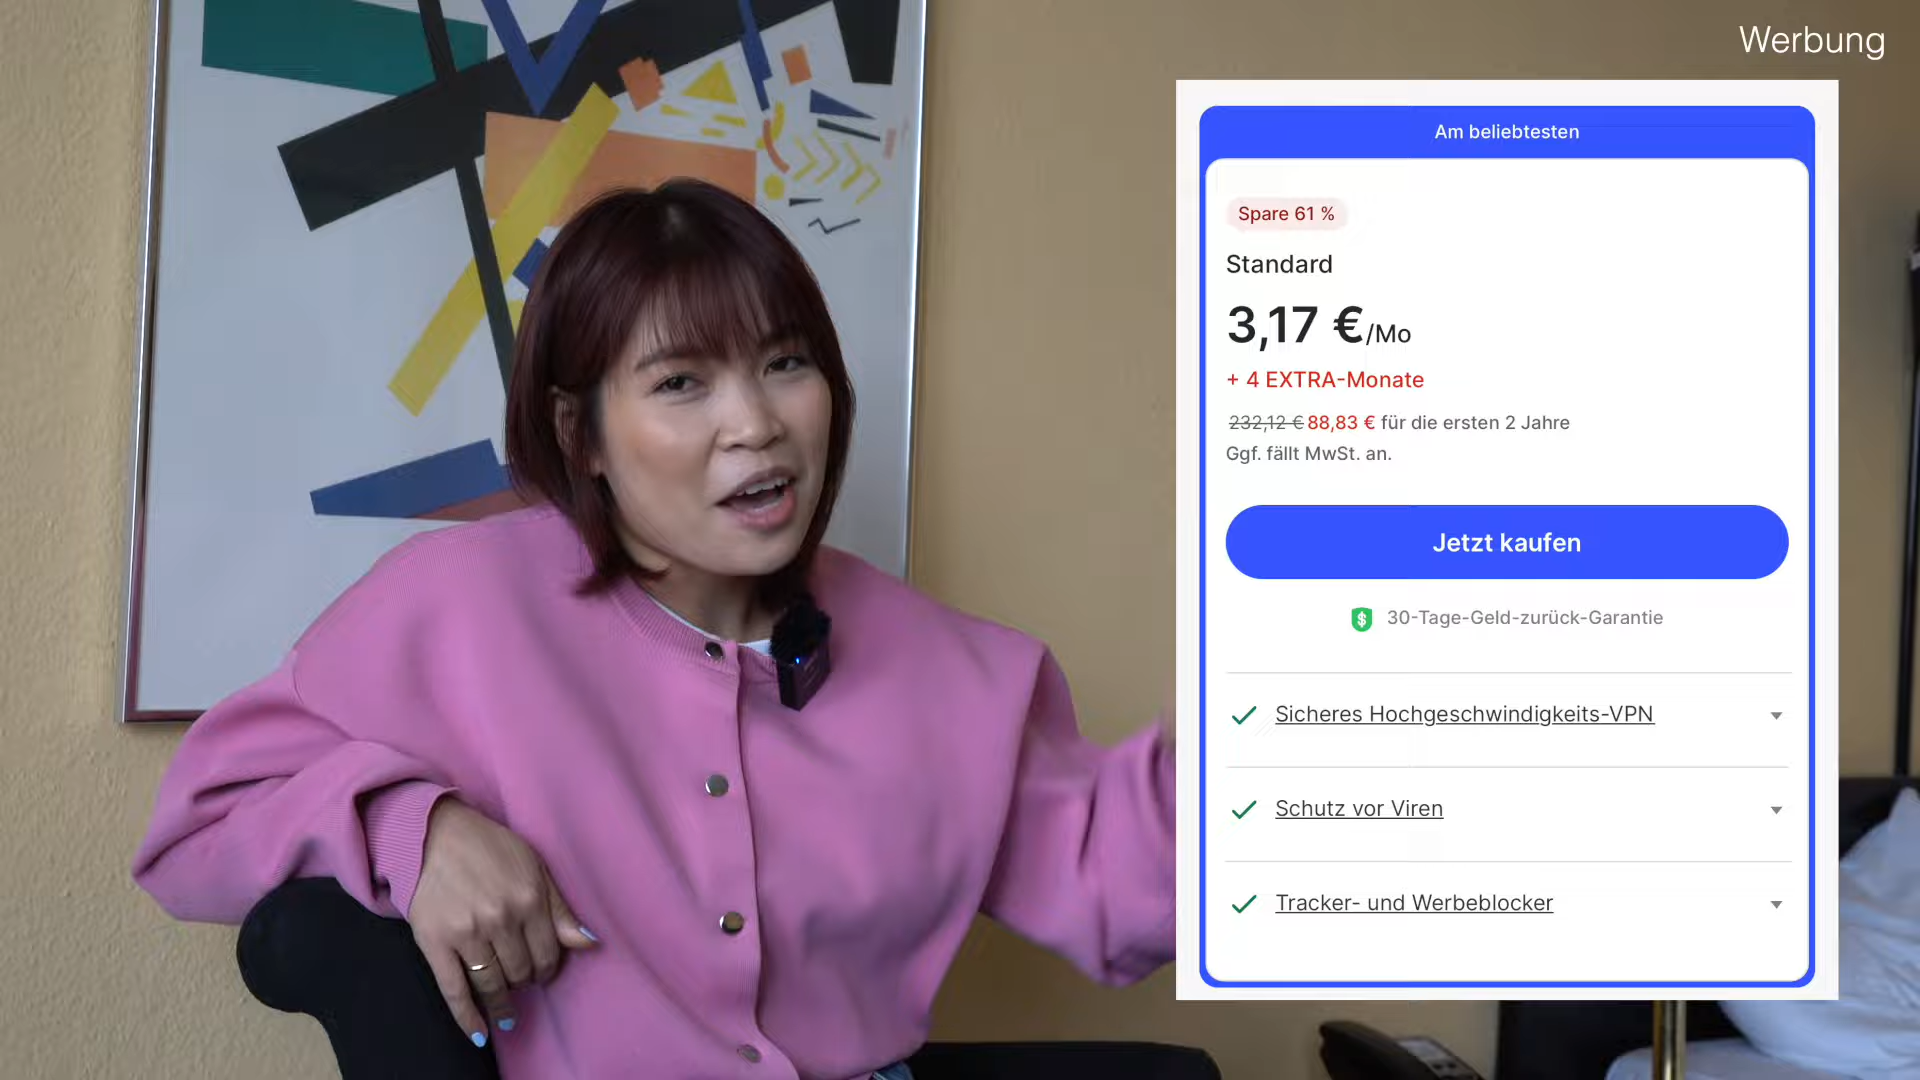 Werbung
Am beliebtesten
Spare 61 %
Standard
3,17 €/Mo
+ 4 EXTRA-Monate
232,12 € 88,83 € für die ersten 2 Jahre
Ggf. fällt MwSt. an.
Jetzt kaufen
$ 30-Tage-Geld-zurück-Garantie
Sicheres Hochgeschwindigkeits-VPN
Schutz vor Viren
Tracker- und Werbeblocker